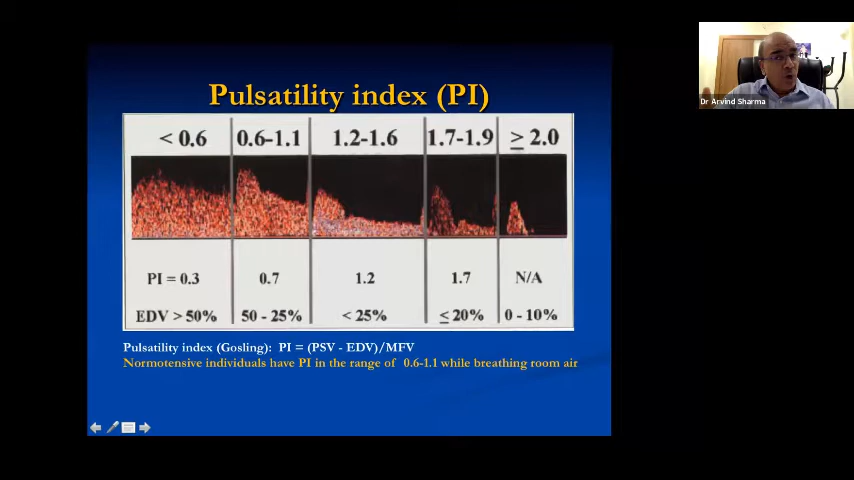 Pulsatility index (PI)
< 0.6 0.6-1.1 1.2-1.6 1.7-1.9 ≥ 2.0
PI = 0.3 0.7 1.2 1.7 N/A
EDV > 50% 50 - 25% < 25% ≤ 20% 0 - 10%
Pulsatility index (Gosling): PI = (PSV - EDV)/MFV
Normotensive individuals have PI in the range of 0.6-1.1 while breathing room air
Dr Arvind Sharma